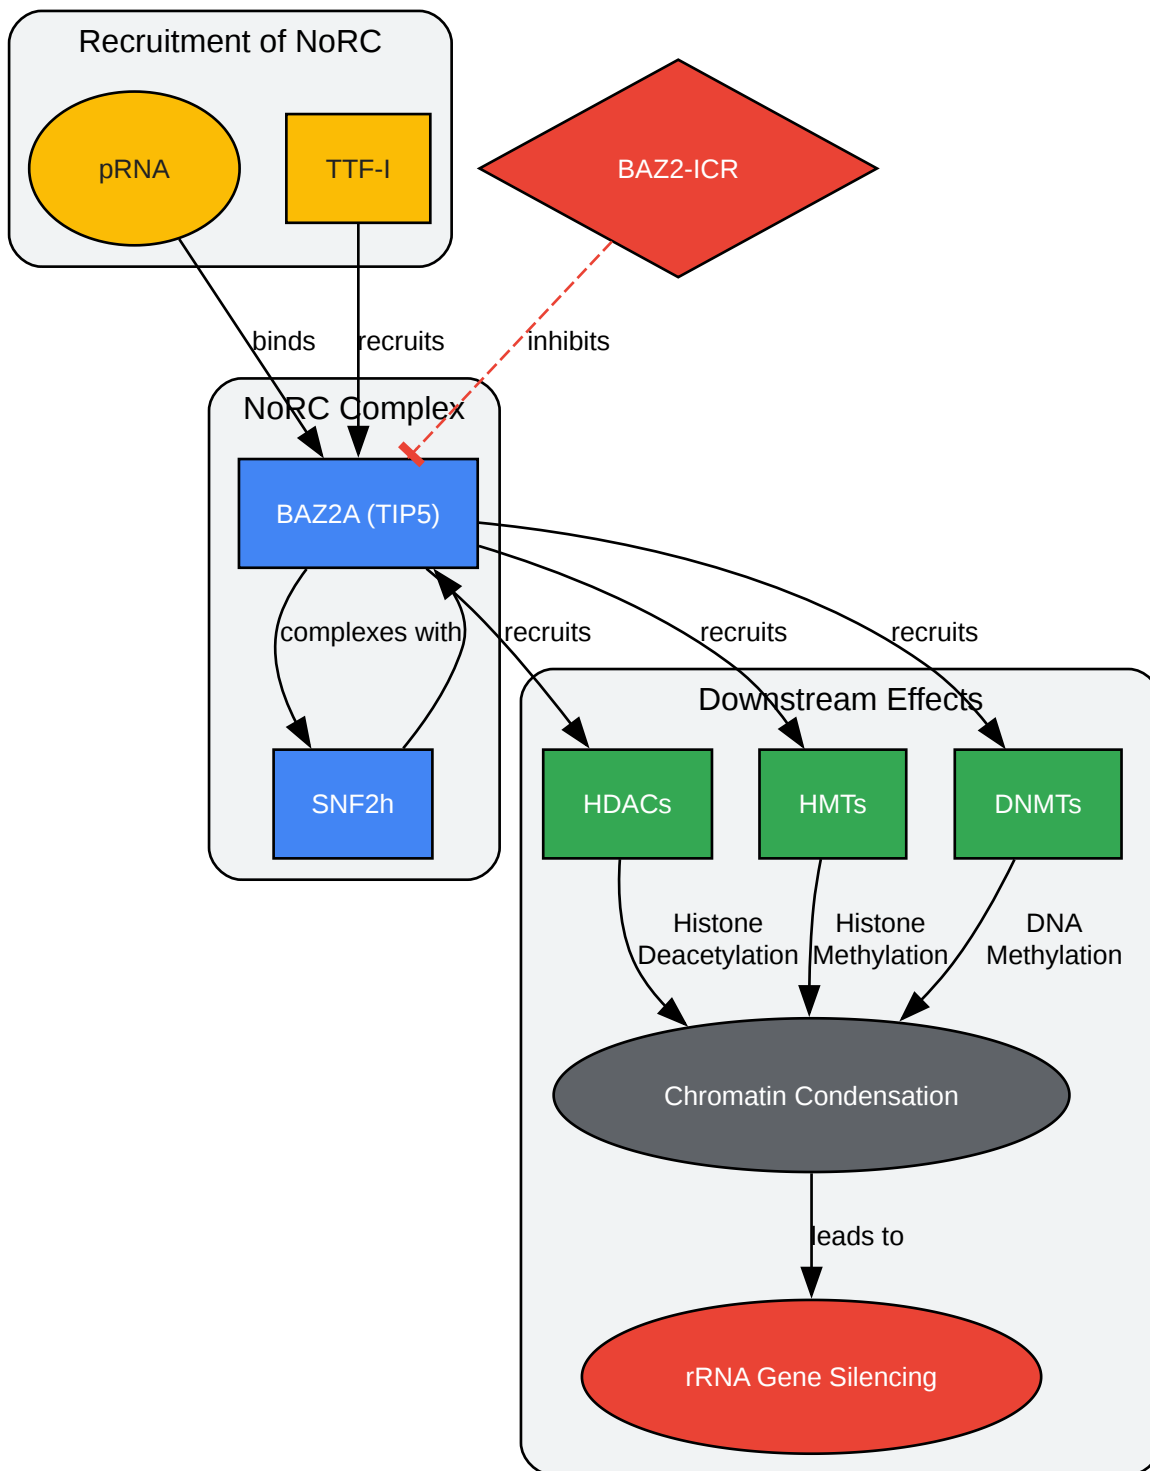 Recruitment of NoRC
pRNA
TTF-I
BAZ2-ICR
binds
recruits
inhibits
NoRC Complex
BAZ2A (TIP5)
complexes with
recruits
recruits
recruits
Downstream Effects
SNF2h
HDACs
HMTs
DNMTs
Histone
Deacetylation
Histone
Methylation
DNA
Methylation
Chromatin Condensation
leads to
rRNA Gene Silencing